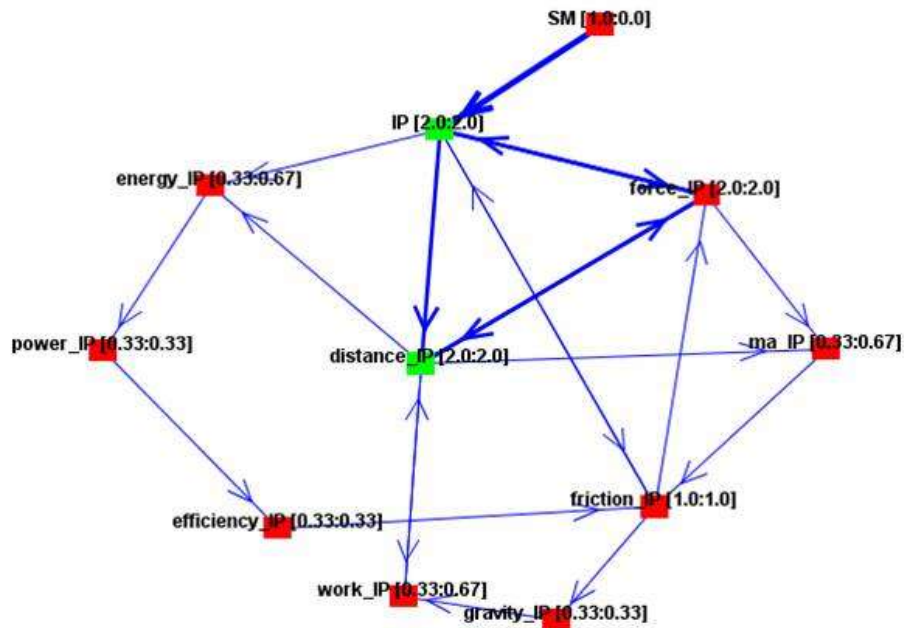 SM [1.0:0.0]
IP [2.0:2.0]
energy_IP [0.33:0.67]
force_IP [2.0:2.0]
power_IP [0.33:0.33]
distance_IP [2.0:2.0]
ma_IP [0.33:0.67]
efficiency_IP [0.33:0.33]
friction_IP [1.0:1.0]
work_IP [0.33:0.67]
gravity_IP [0.33:0.33]